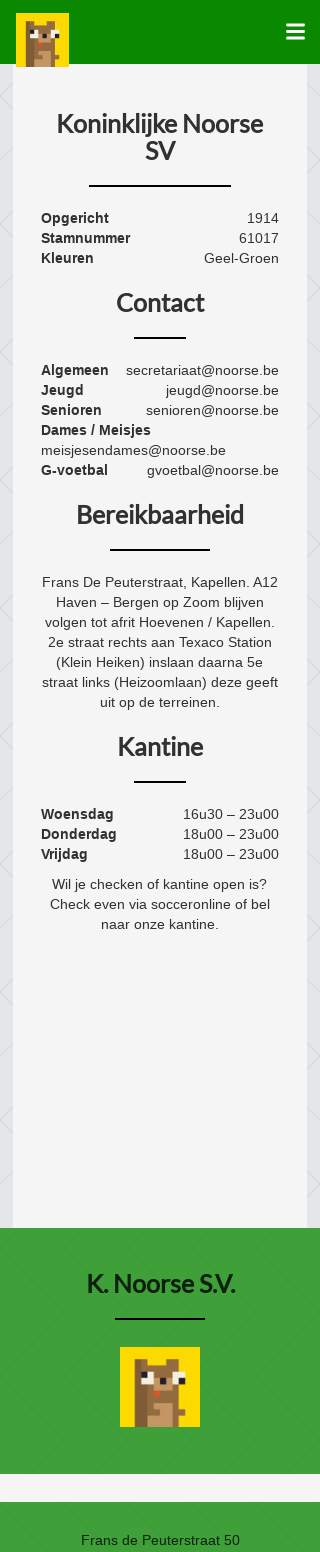 Koninklijke Noorse
SV
Opgericht 1914
Stamnummer 61017
Kleuren Geel-Groen
Contact
Algemeen secretariaat@noorse.be
Jeugd jeugd@noorse.be
Senioren senioren@noorse.be
Dames / Meisjes
meisjesendames@noorse.be
G-voetbal gvoetbal@noorse.be
Bereikbaarheid
Frans De Peuterstraat, Kapellen. A12
Haven – Bergen op Zoom blijven
volgen tot afrit Hoevenen / Kapellen.
2e straat rechts aan Texaco Station
(Klein Heiken) inslaan daarna 5e
straat links (Heizoomlaan) deze geeft
uit op de terreinen.
Kantine
Woensdag 16u30 – 23u00
Donderdag 18u00 – 23u00
Vrijdag 18u00 – 23u00
Wil je checken of kantine open is?
Check even via socceronline of bel
naar onze kantine.
K. Noorse S.V.
Frans de Peuterstraat 50